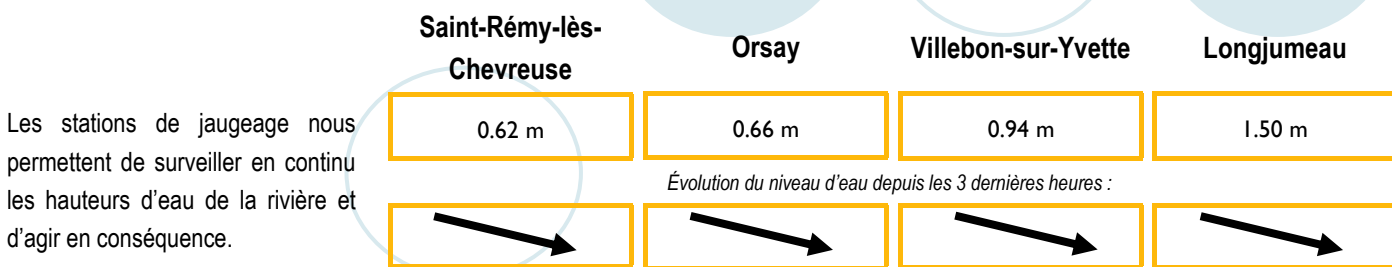 Saint-Rémy-lès-
Chevreuse
Orsay
Villebon-sur-Yvette
Longjumeau
Les stations de jaugeage nous
permettent de surveiller en continu
les hauteurs d'eau de la rivière et
d'agir en conséquence.
0.62 m
0.66 m
0.94 m
1.50 m
Évolution du niveau d'eau depuis les 3 dernières heures :